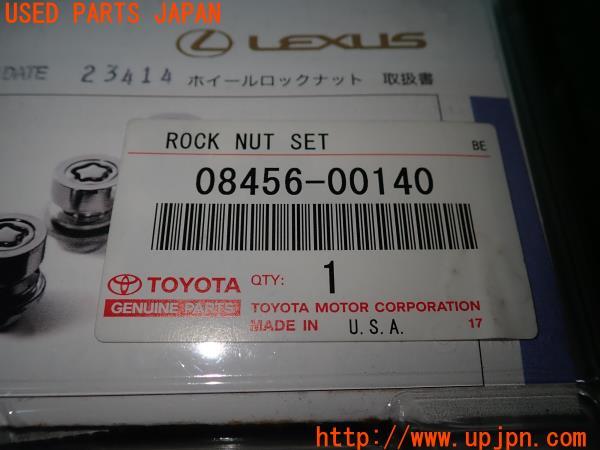 USED PARTS JAPAN
LEXUS
DATE 23414 ホイールロックナット 取扱書
ROCK NUT SET BE
08456-00140
TOYOTA QTY: 1
GENUINE PARTS TOYOTA MOTOR CORPORATION
MADE IN U.S.A. 17
http://www.upjpn.com